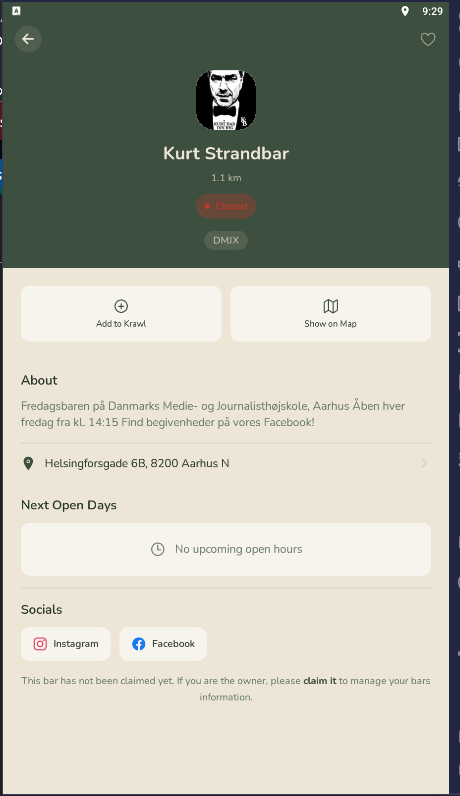 A
9:29
Kurt Strandbar
1.1 km
Closed
DMJX
Add to Krawl
Show on Map
About
Fredagsbaren på Danmarks Medie- og Journalisthøjskole, Aarhus Åben hver
fredag fra kl. 14:15 Find begivenheder på vores Facebook!
Helsingforsgade 6B, 8200 Aarhus N
Next Open Days
No upcoming open hours
Socials
Instagram
Facebook
This bar has not been claimed yet. If you are the owner, please claim it to manage your bars
information.